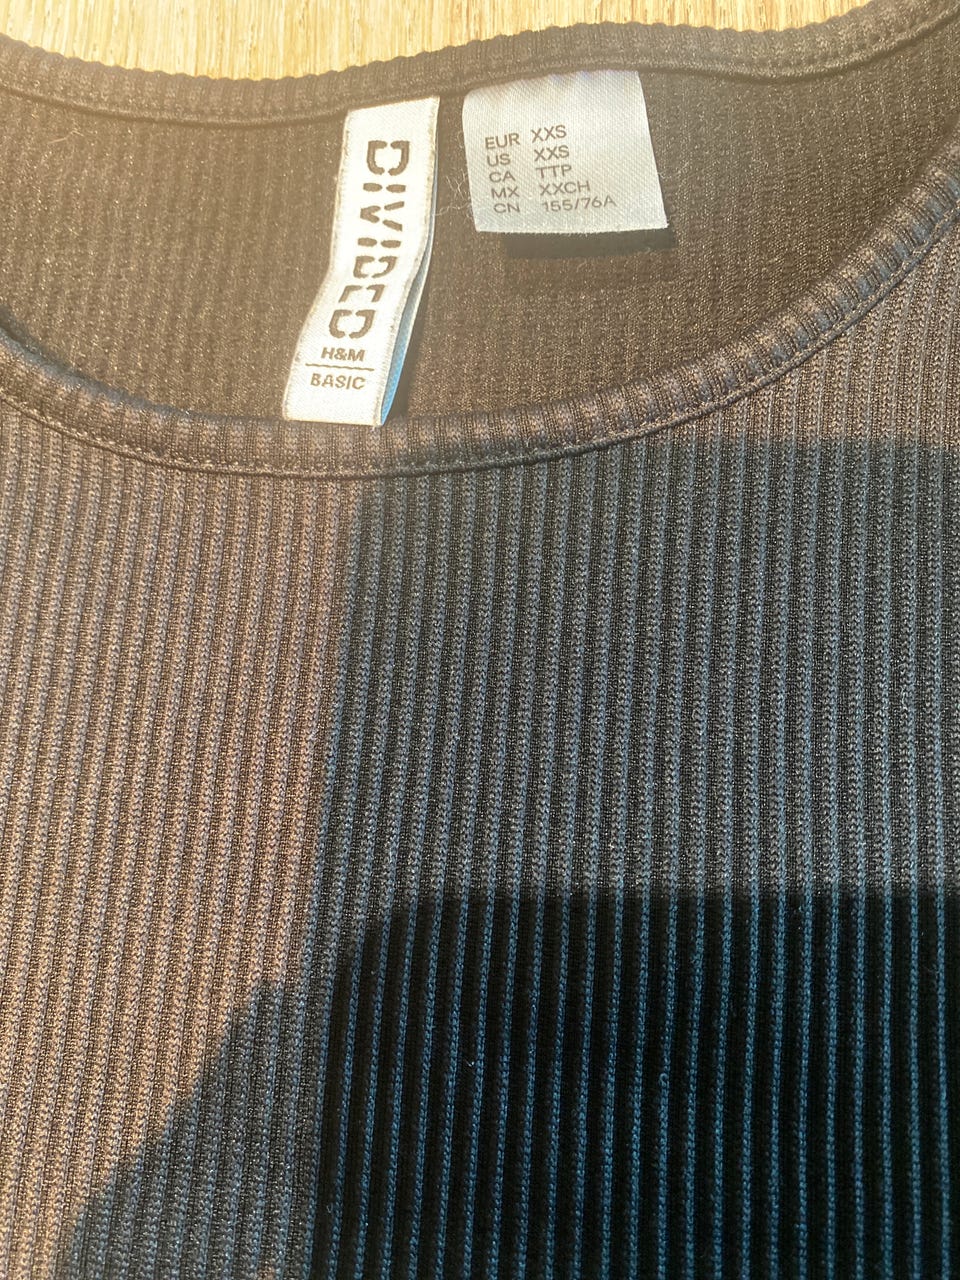 DIVIDED
H&M
BASIC
EUR XXS
US XXS
CA TTP
MX XXCH
CN 155/76A